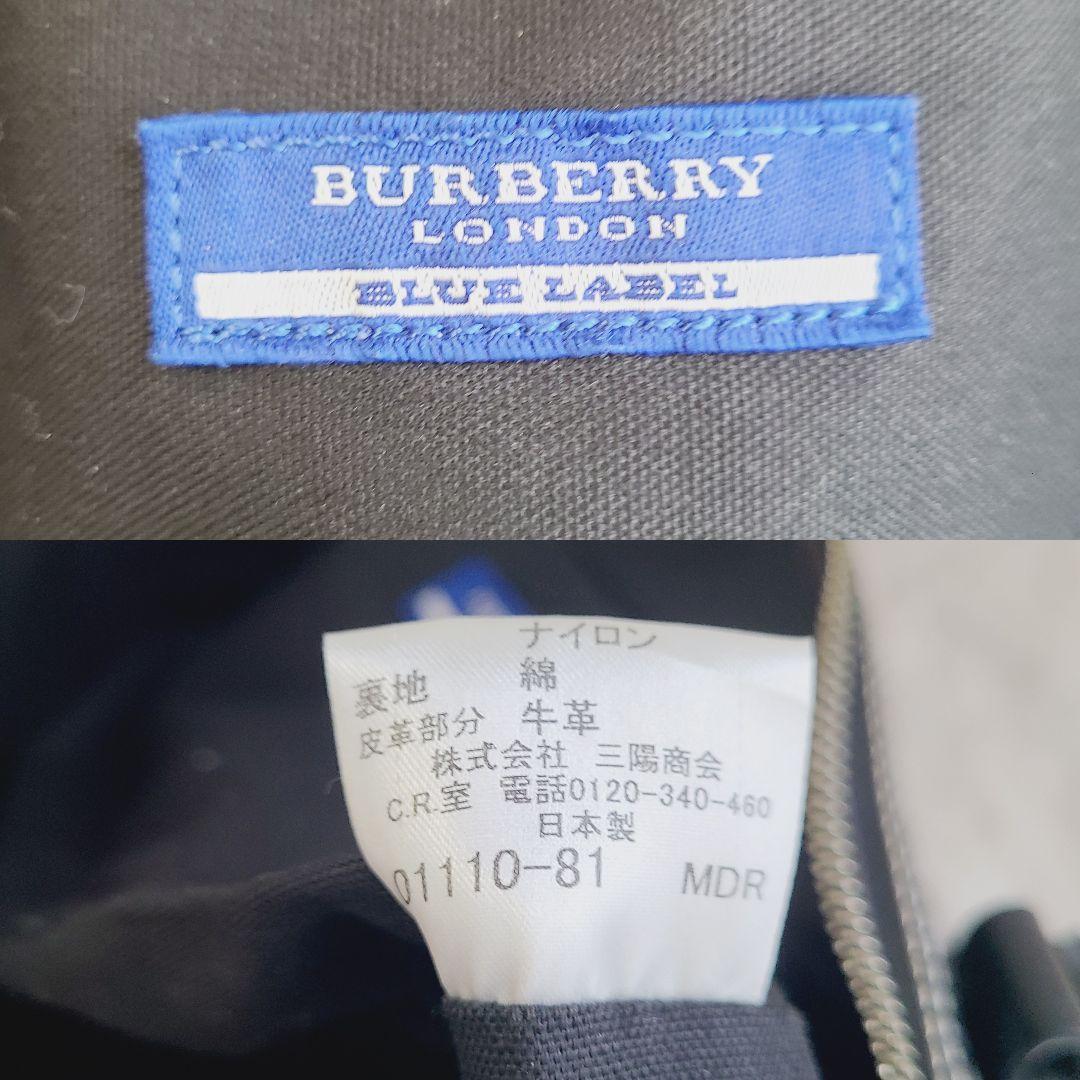 BURBERRY
LONDON
BLUE LABEL
ナイロン
裏地 綿
皮革部分 牛革
株式会社 三陽商会
C.R.室 電話0120-340-460
日本製
01110-81 MDR